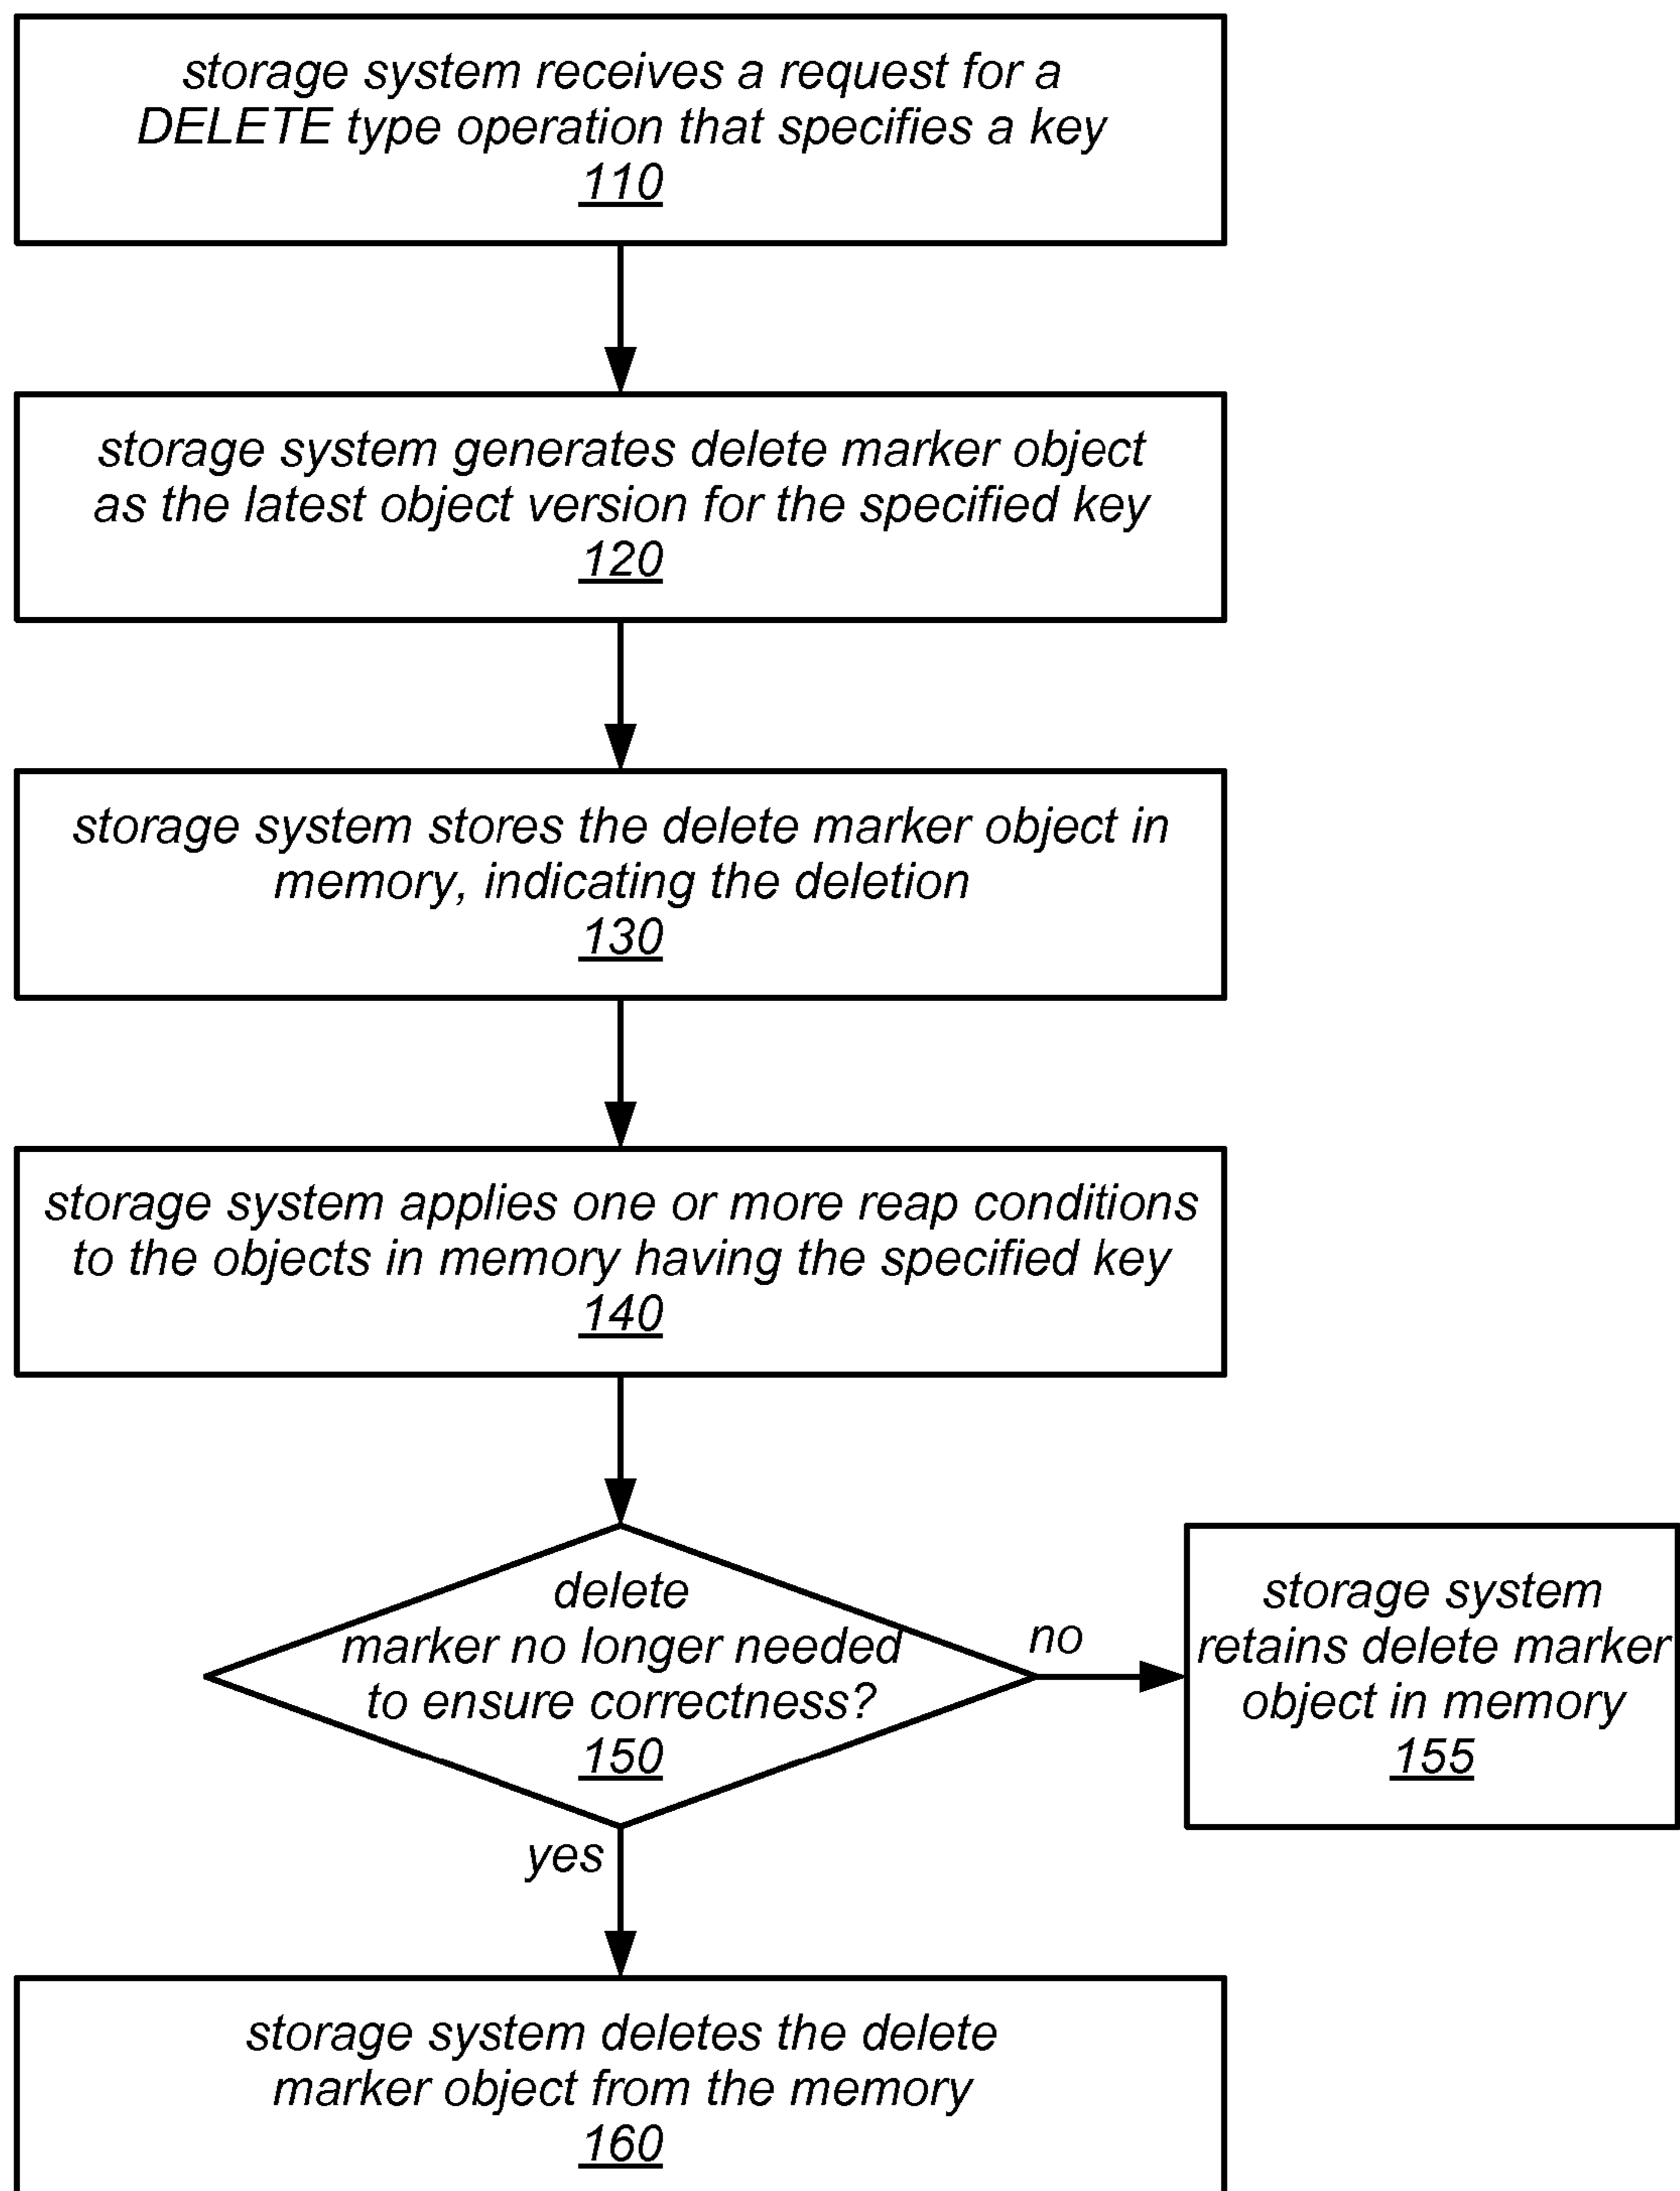 storage system receives a request for a
DELETE type operation that specifies a key
110
storage system generates delete marker object
as the latest object version for the specified key
120
storage system stores the delete marker object in
memory, indicating the deletion
130
storage system applies one or more reap conditions
to the objects in memory having the specified key
140
delete
marker no longer needed
to ensure correctness?
150
no
storage system
retains delete marker
object in memory
155
yes
storage system deletes the delete
marker object from the memory
160